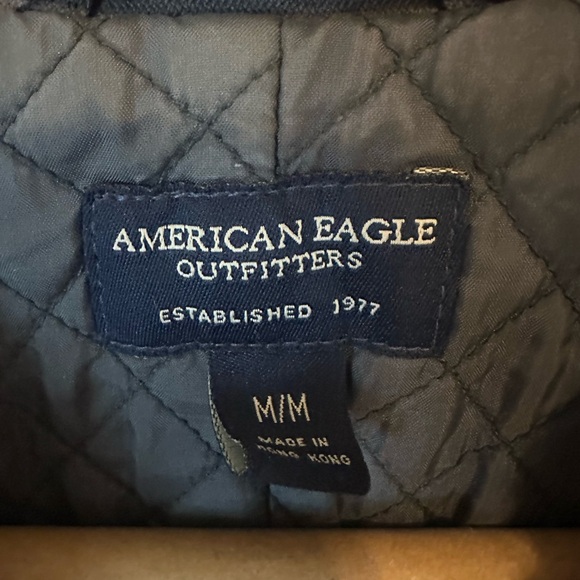 AMERICAN EAGLE
OUTFITTERS
ESTABLISHED 1977
M/M
MADE IN
HONG KONG